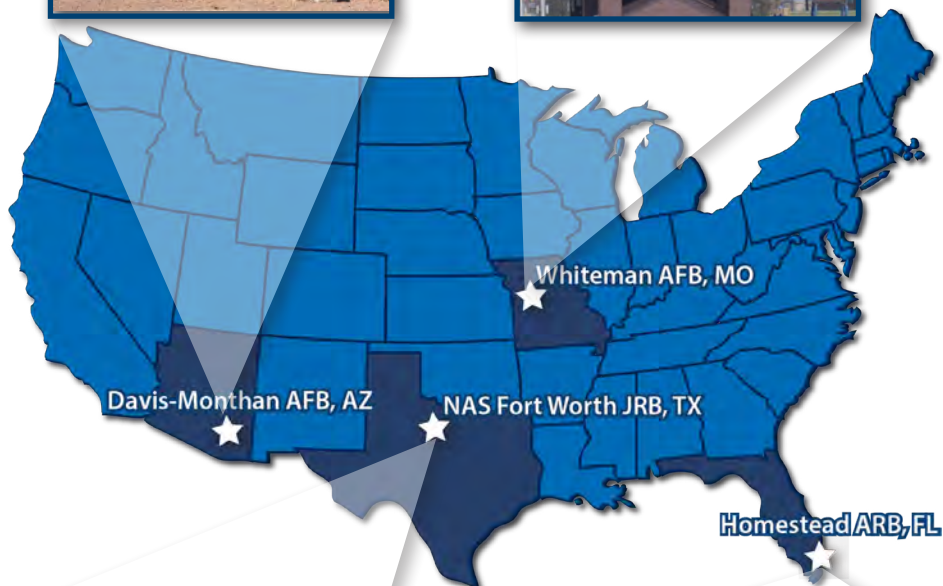 Whiteman AFB, MO
Davis-Monthan AFB, AZ
NAS Fort Worth JRB, TX
Homestead ARB, FL